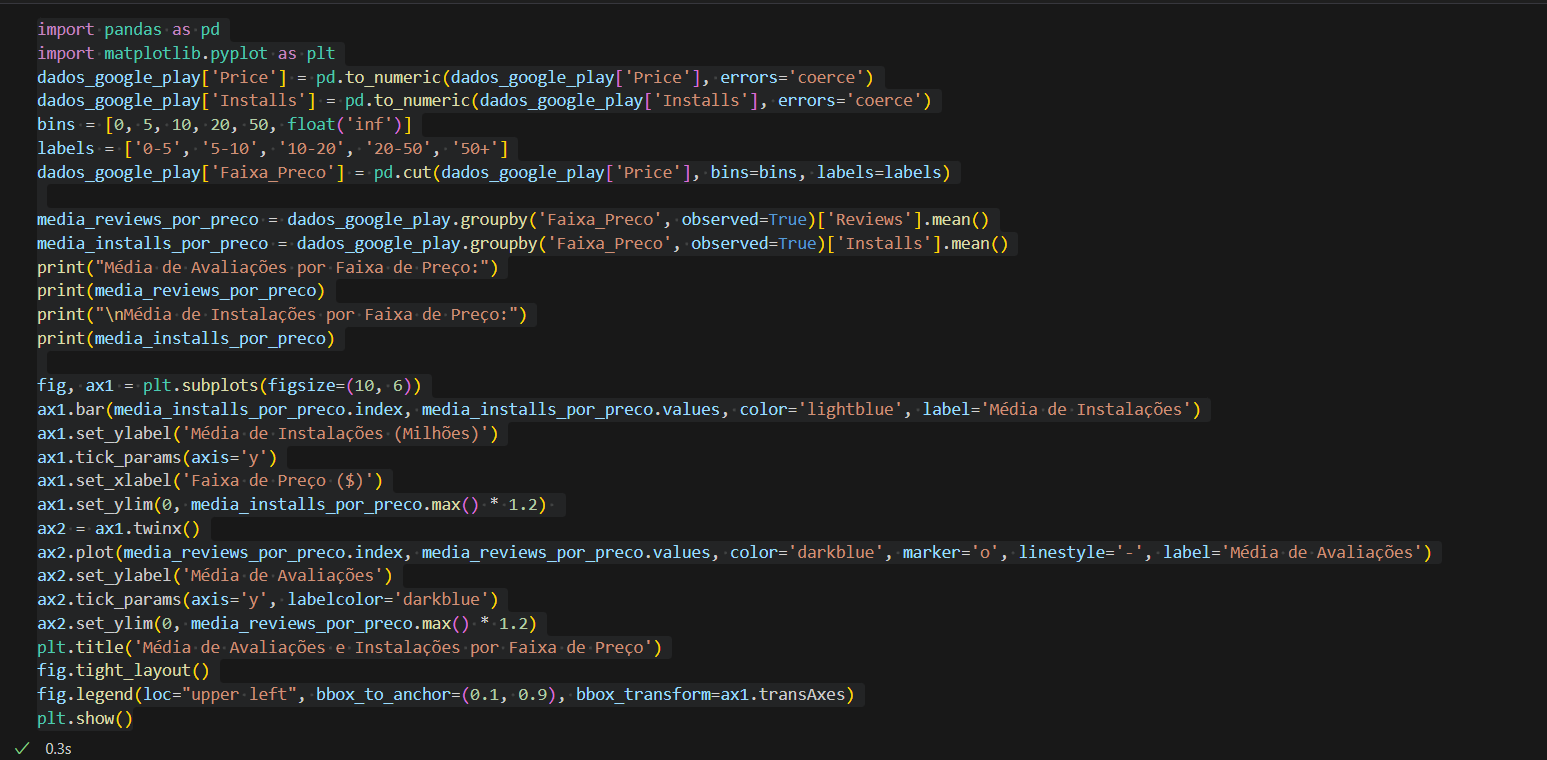 import pandas as pd
import matplotlib.pyplot as plt
dados_google_play['Price'] = pd.to_numeric(dados_google_play['Price'], errors='coerce')
dados_google_play['Installs'] = pd.to_numeric(dados_google_play['Installs'], errors='coerce')
bins = [0, 5, 10, 20, 50, float('inf')]
labels = ['0-5', '5-10', '10-20', '20-50', '50+']
dados_google_play['Faixa_Preco'] = pd.cut(dados_google_play['Price'], bins=bins, labels=labels)
media_reviews_por_preco = dados_google_play.groupby('Faixa_Preco', observed=True)['Reviews'].mean()
media_installs_por_preco = dados_google_play.groupby('Faixa_Preco', observed=True)['Installs'].mean()
print("Média de Avaliações por Faixa de Preço:")
print(media_reviews_por_preco)
print("\nMédia de Instalações por Faixa de Preço:")
print(media_installs_por_preco)
fig, ax1 = plt.subplots(figsize=(10, 6))
ax1.bar(media_installs_por_preco.index, media_installs_por_preco.values, color='lightblue', label='Média de Instalações')
ax1.set_ylabel('Média de Instalações (Milhões)')
ax1.tick_params(axis='y')
ax1.set_xlabel('Faixa de Preço ($)')
ax1.set_ylim(0, media_installs_por_preco.max() * 1.2)
ax2 = ax1.twinx()
ax2.plot(media_reviews_por_preco.index, media_reviews_por_preco.values, color='darkblue', marker='o', linestyle='-', label='Média de Avaliações')
ax2.set_ylabel('Média de Avaliações')
ax2.tick_params(axis='y', labelcolor='darkblue')
ax2.set_ylim(0, media_reviews_por_preco.max() * 1.2)
plt.title('Média de Avaliações e Instalações por Faixa de Preço')
fig.tight_layout()
fig.legend(loc="upper left", bbox_to_anchor=(0.1, 0.9), bbox_transform=ax1.transAxes)
plt.show()
0.3s